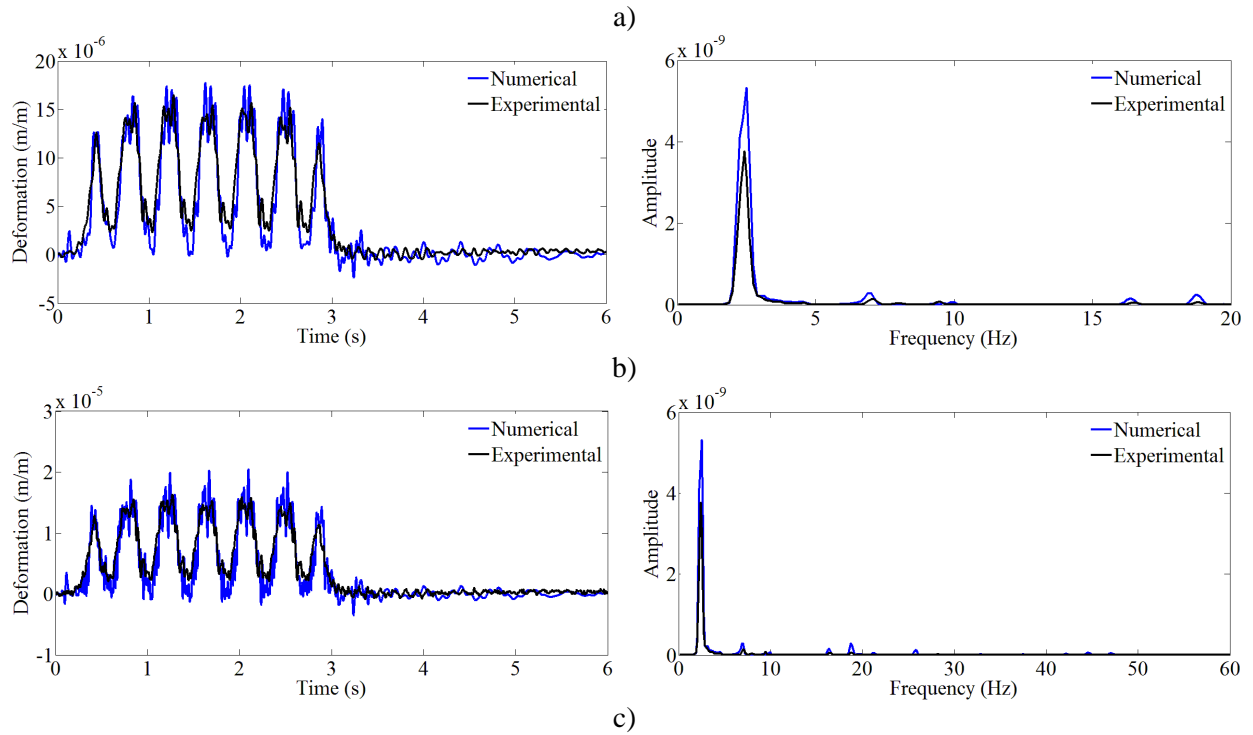 a)
x 10⁻⁶
20
15
10
5
0
-5
Deformation (m/m)
Numerical
Experimental
0 1 2 3 4 5 6
Time (s)
x 10⁻⁹
6
4
2
0
Amplitude
Numerical
Experimental
0 5 10 15 20
Frequency (Hz)
b)
x 10⁻⁵
3
2
1
0
-1
Deformation (m/m)
Numerical
Experimental
0 1 2 3 4 5 6
Time (s)
x 10⁻⁹
6
4
2
0
Amplitude
Numerical
Experimental
0 10 20 30 40 50 60
Frequency (Hz)
c)